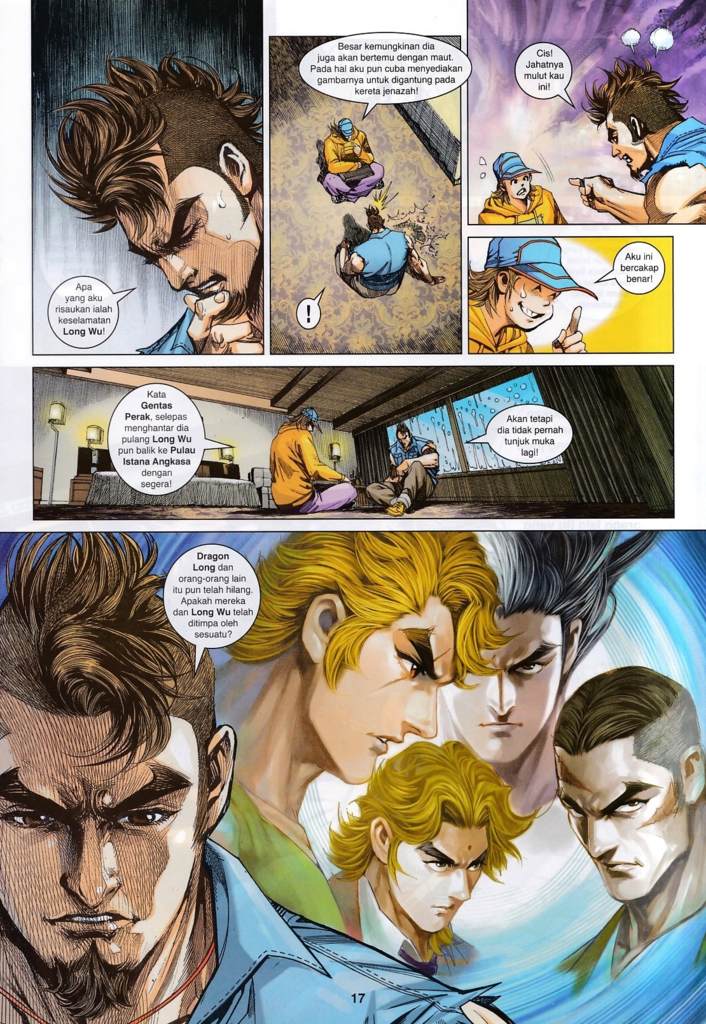 Apa
yang aku
risaukan ialah
keselamatan
Long Wu!
Besar kemungkinan dia
juga akan bertemu dengan maut.
Pada hal aku pun cuba menyediakan
gambarnya untuk digantung pada
kereta jenazah!
!
Cis!
Jahatnya
mulut kau
ini!
Aku ini
bercakap
benar!
Kata
Gentas
Perak, selepas
menghantar dia
pulang Long Wu
pun balik ke Pulau
Istana Angkasa
dengan
segera!
Akan tetapi
dia tidak pernah
tunjuk muka
lagi!
Dragon
Long dan
orang-orang lain
itu pun telah hilang.
Apakah mereka
dan Long Wu telah
ditimpa oleh
sesuatu?
17